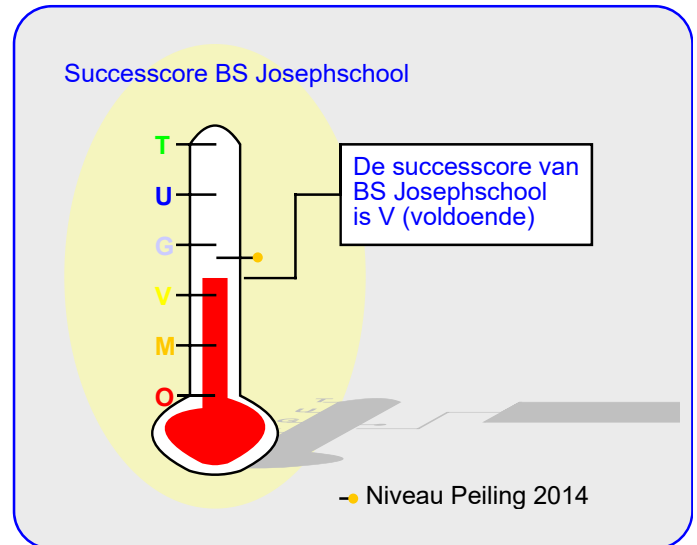 Successcore BS Josephschool
T
U
G
V
M
O
De successcore van
BS Josephschool
is V (voldoende)
T
U
G
Niveau Peiling 2014